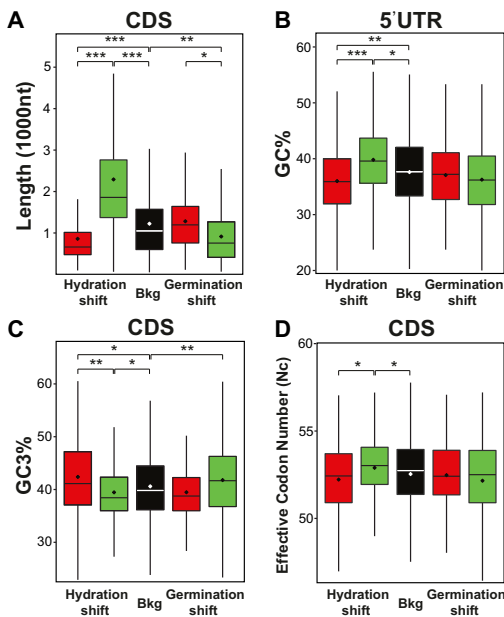 A
CDS
***
**
***
***
*
Length (1000nt)
5
4
3
2
1
Hydration shift
Bkg
Germination shift
B
5'UTR
**
***
*
GC%
60
50
40
30
20
Hydration shift
Bkg
Germination shift
C
CDS
*
**
**
*
GC3%
60
50
40
30
Hydration shift
Bkg
Germination shift
D
CDS
*
*
Effective Codon Number (Nc)
60
55
50
Hydration shift
Bkg
Germination shift